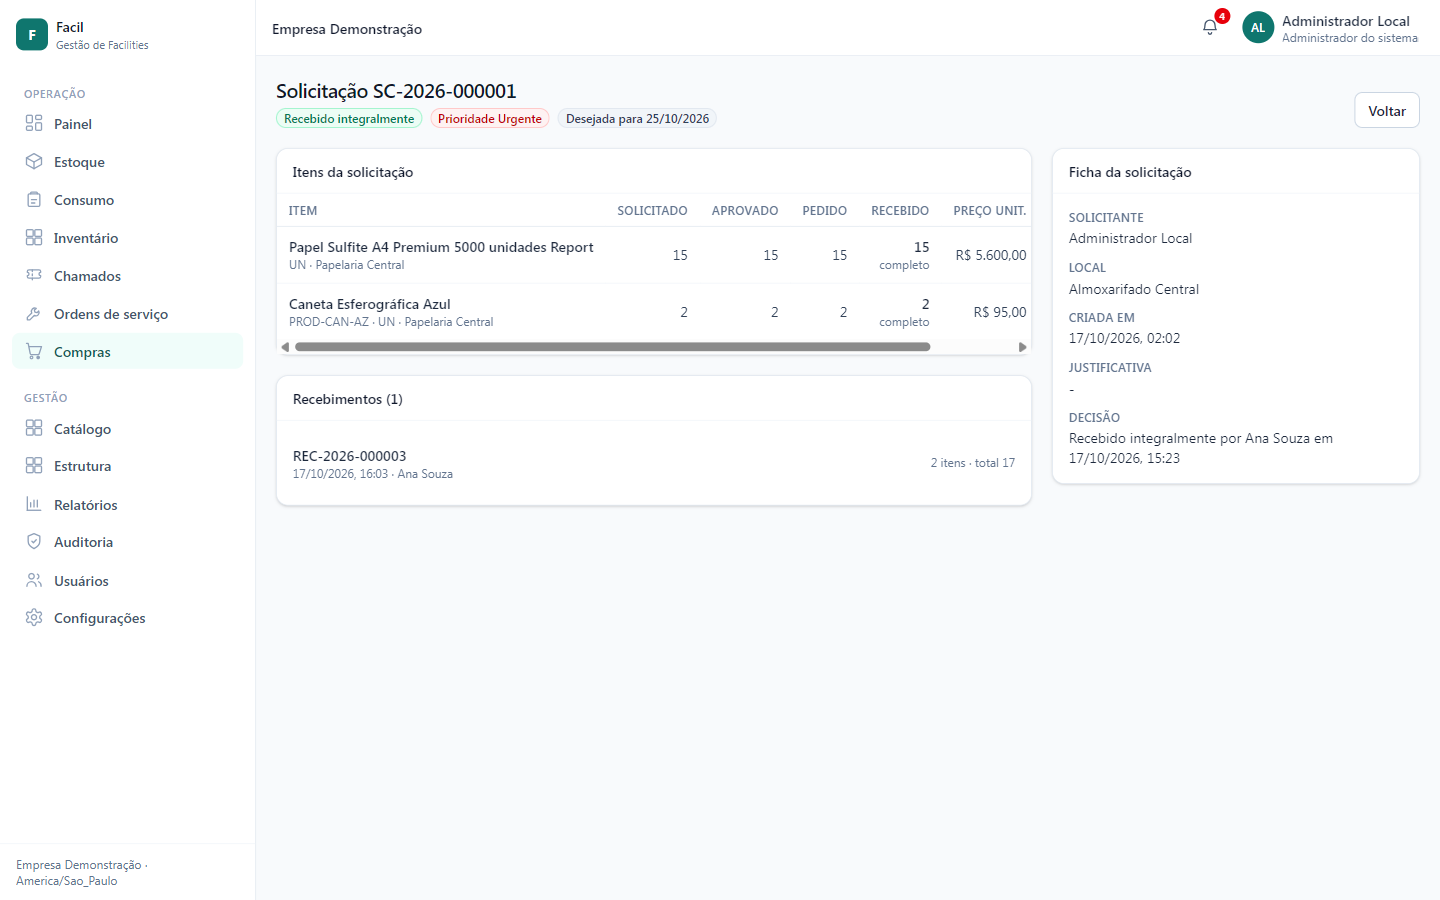 F
Facil
Gestão de Facilities
OPERAÇÃO
Painel
Estoque
Consumo
Inventário
Chamados
Ordens de serviço
Compras
GESTÃO
Catálogo
Estrutura
Relatórios
Auditoria
Usuários
Configurações
Empresa Demonstração ·
America/Sao_Paulo
Empresa Demonstração
4
AL
Administrador Local
Administrador do sistema
Solicitação SC-2026-000001
Recebido integralmente
Prioridade Urgente
Desejada para 25/10/2026
Voltar
Itens da solicitação
ITEM SOLICITADO APROVADO PEDIDO RECEBIDO PREÇO UNIT.
Papel Sulfite A4 Premium 5000 unidades Report 15 15 15 15 R$ 5.600,00
UN · Papelaria Central completo
Caneta Esferográfica Azul 2 2 2 2 R$ 95,00
PROD-CAN-AZ · UN · Papelaria Central completo
Recebimentos (1)
REC-2026-000003
17/10/2026, 16:03 · Ana Souza
2 itens · total 17
Ficha da solicitação
SOLICITANTE
Administrador Local
LOCAL
Almoxarifado Central
CRIADA EM
17/10/2026, 02:02
JUSTIFICATIVA
-
DECISÃO
Recebido integralmente por Ana Souza em
17/10/2026, 15:23